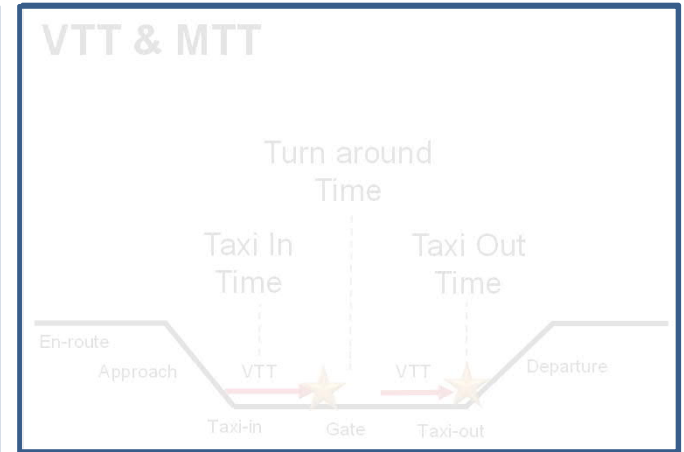 VTT & MTT
Turn around
Time
Taxi In
Time
Taxi Out
Time
En-route
Approach
VTT
VTT
Departure
Taxi-in
Gate
Taxi-out